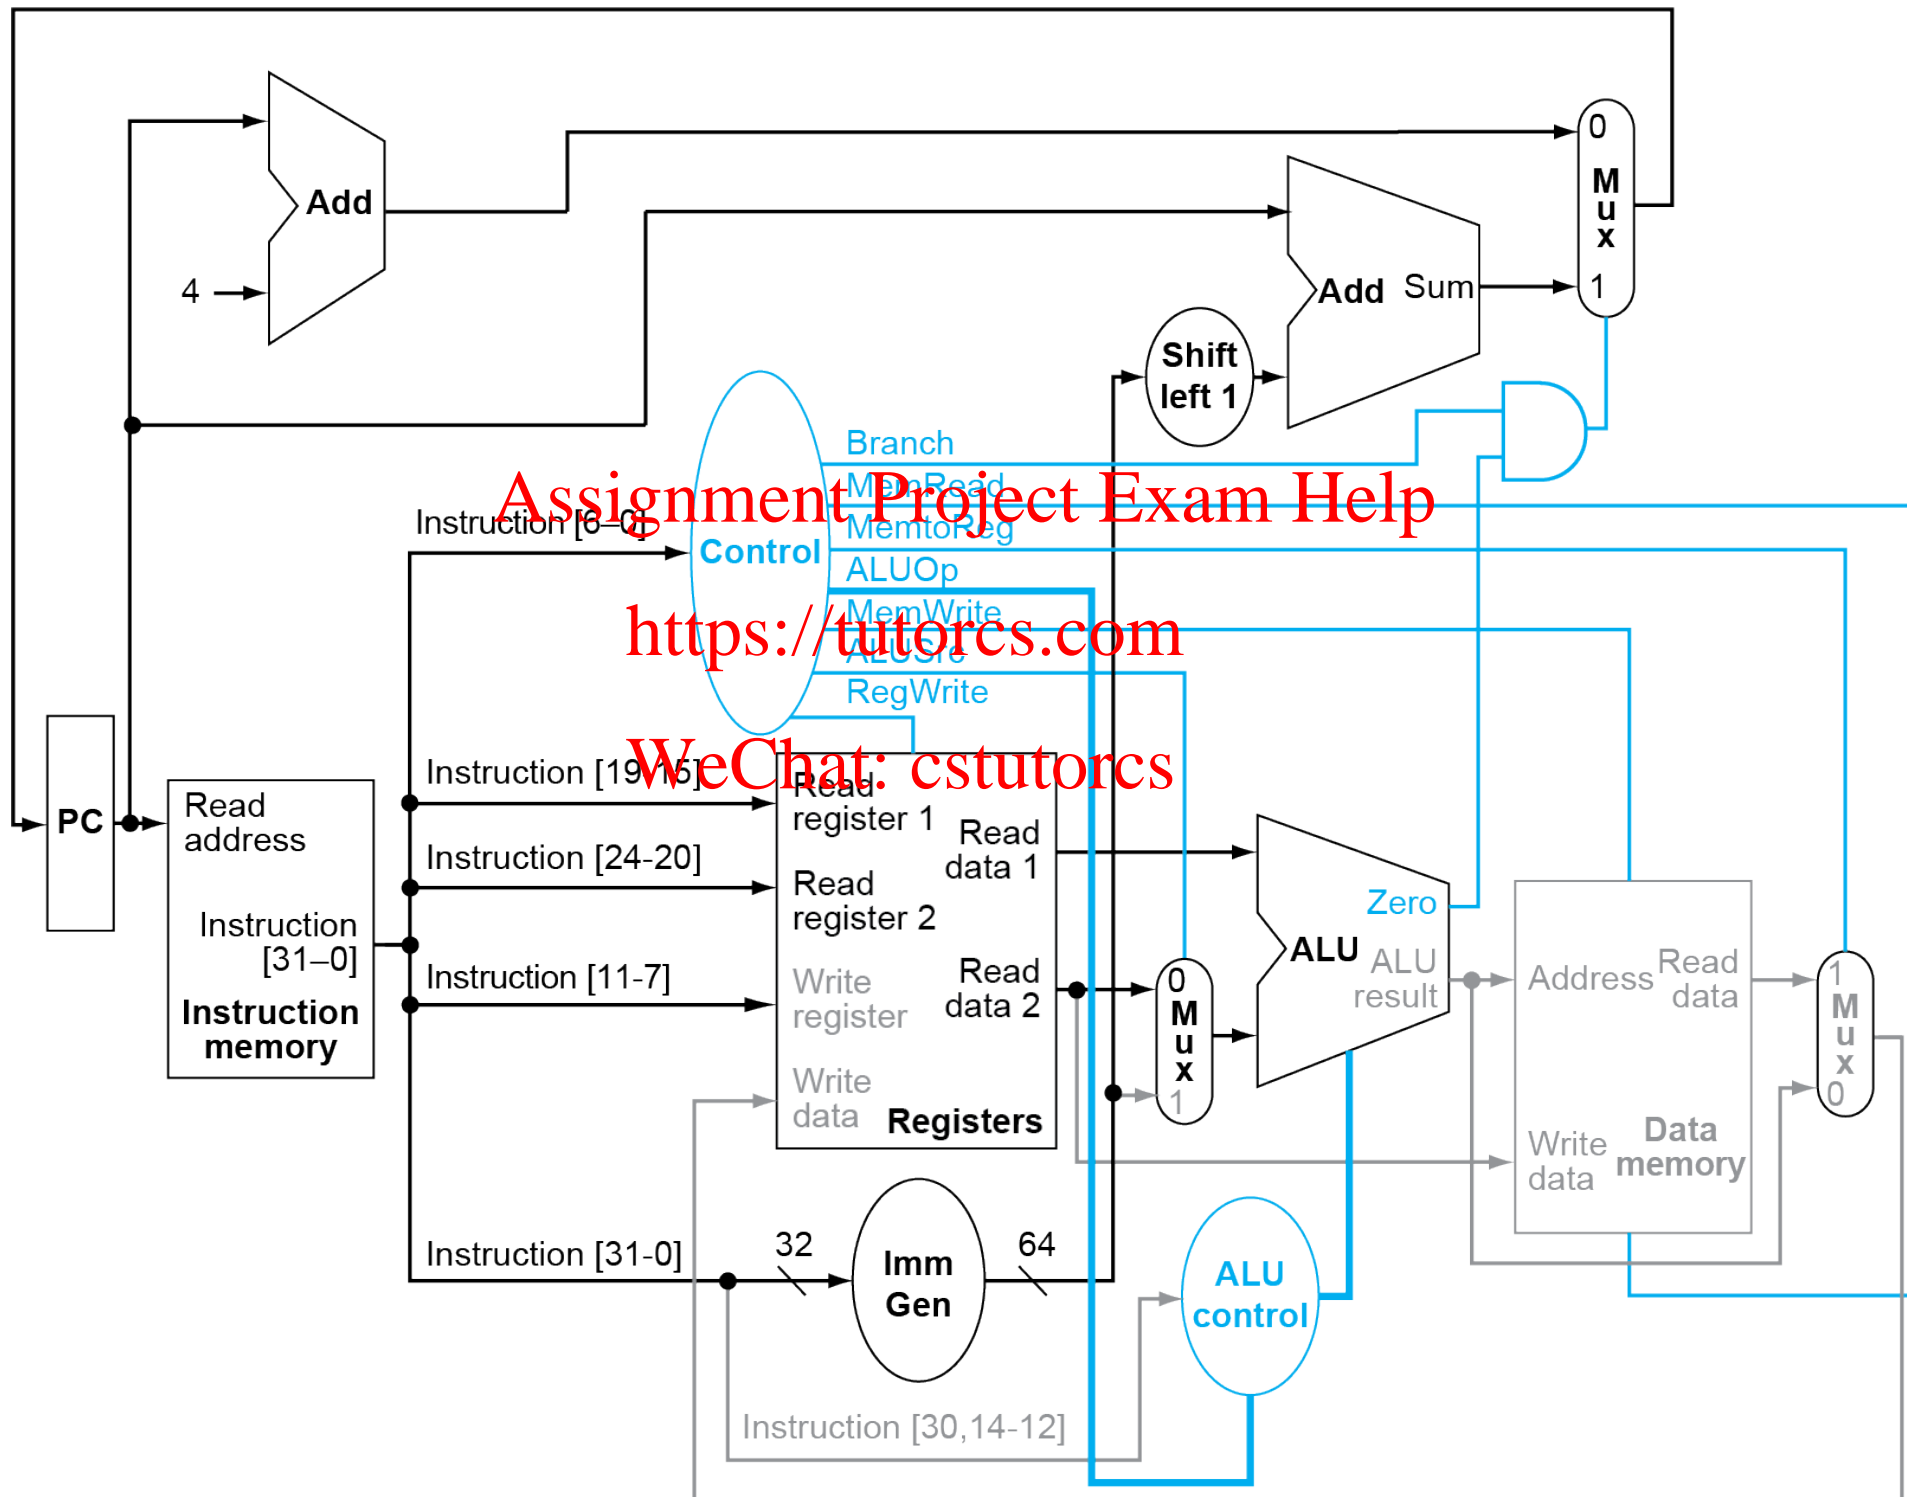 0
M
u
x
1
Add
4
Add Sum
Shift
left 1
Branch
MemRead
MemtoReg
ALUOp
MemWrite
ALUSrc
RegWrite
Assignment Project Exam Help
https://tutorcs.com
WeChat: cstutorcs
Instruction [6–0]
Control
PC
Read
address
Instruction
[31–0]
Instruction
memory
Instruction [19-15]
Instruction [24-20]
Instruction [11-7]
Instruction [31-0]
Read
register 1
Read
register 2
Write
register
Write
data
Read
data 1
Read
data 2
Registers
0
M
u
x
1
Zero
ALU
ALU
result
Address
Read
data
Write
data
Data
memory
1
M
u
x
0
32
Imm
Gen
64
ALU
control
Instruction [30,14-12]